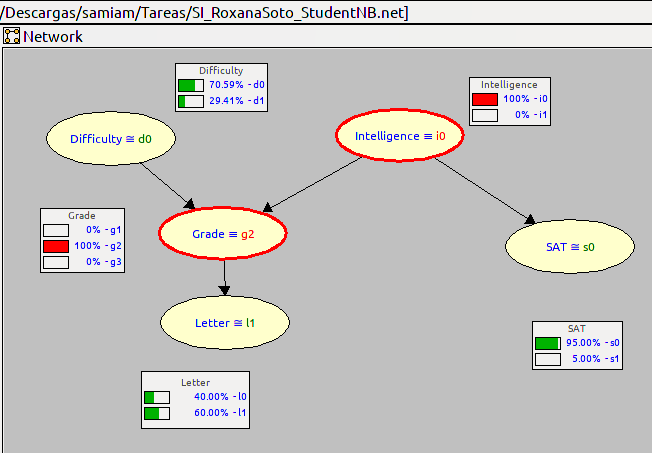 /Descargas/samiam/Tareas/SI_RoxanaSoto_StudentNB.net]
Network
Difficulty
70.59% - d0
29.41% - d1
Intelligence
100% - i0
0% - i1
Difficulty ≅ d0
Intelligence ≡ i0
Grade
0% - g1
100% - g2
0% - g3
Grade ≡ g2
SAT ≅ s0
Letter ≅ l1
SAT
95.00% - s0
5.00% - s1
Letter
40.00% - l0
60.00% - l1